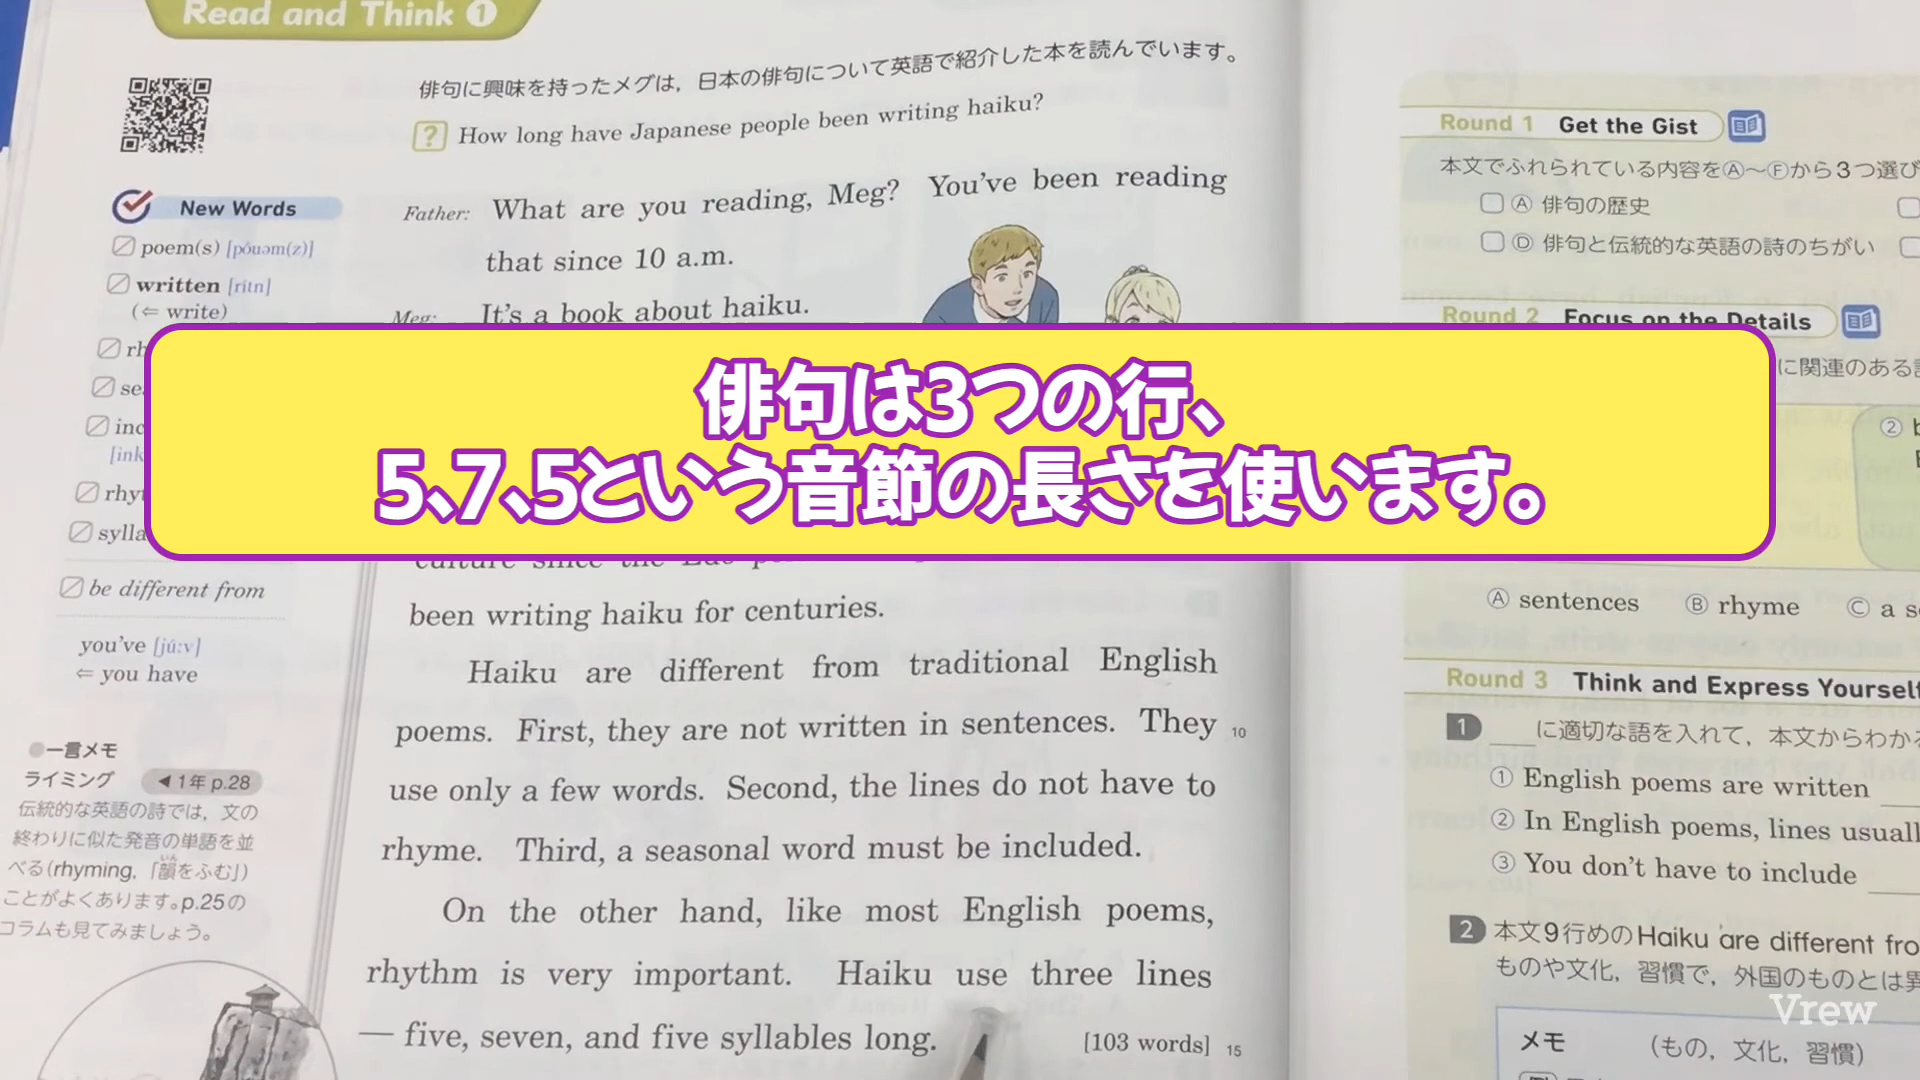 Read and Think 1
俳句に興味を持ったメグは，日本の俳句について英語で紹介した本を読んでいます。
? How long have Japanese people been writing haiku?
New Words
poem(s) [póuəm(z)]
written [ritn]
(⇐ write)
be different from
you've [júːv]
⇐ you have
●一言メモ
ライミング ◀1年 p.28
伝統的な英語の詩では，文の
終わりに似た発音の単語を並
べる（rhyming，「韻をふむ」）
ことがよくあります。p.25の
コラムも見てみましょう。
Father: What are you reading, Meg? You've been reading
that since 10 a.m.
Meg: It's a book about haiku.
俳句は3つの行、
5、7、5という音節の長さを使います。
been writing haiku for centuries.
Haiku are different from traditional English
poems. First, they are not written in sentences. They 10
use only a few words. Second, the lines do not have to
rhyme. Third, a seasonal word must be included.
On the other hand, like most English poems,
rhythm is very important. Haiku use three lines
— five, seven, and five syllables long. [103 words] 15
Round 1 Get the Gist
本文でふれられている内容をⒶ〜Ⓕから3つ選び
Ⓐ 俳句の歴史
Ⓓ 俳句と伝統的な英語の詩のちがい
Round 2 Focus on the Details
に関連のある
②
Ⓐ sentences Ⓑ rhyme Ⓒ a
Round 3 Think and Express Yourself
1 ___に適切な語を入れて，本文からわかる
① English poems are written ___
② In English poems, lines usuall
③ You don't have to include ___
2 本文9行めのHaiku are different fro
ものや文化，習慣で，外国のものとは異
メモ （もの，文化，習慣）
Vrew